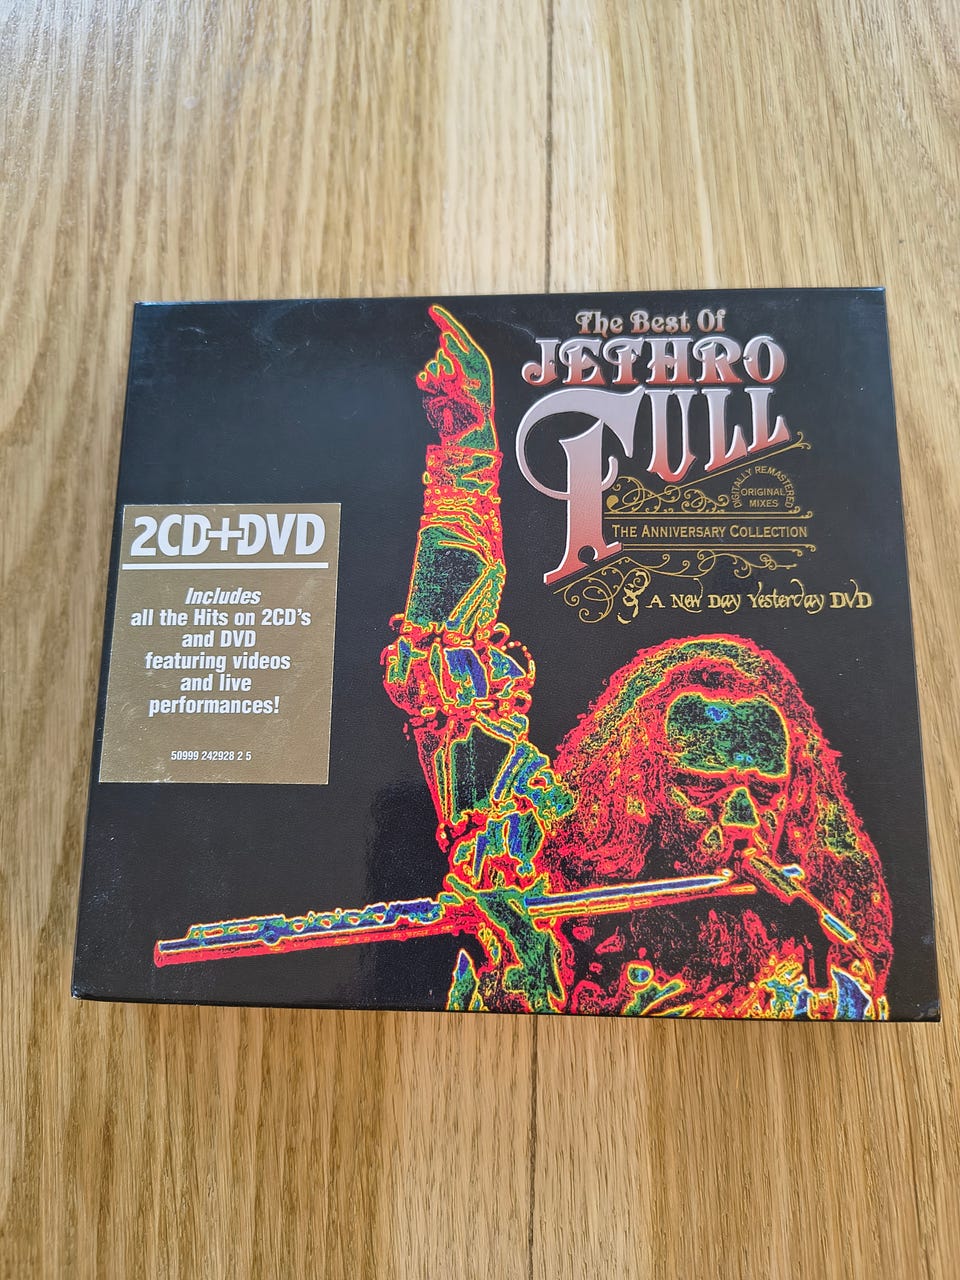 The Best Of
JETHRO
TULL
DIGITALLY REMASTERED
ORIGINAL
MIXES
THE ANNIVERSARY COLLECTION
& A New Day Yesterday DVD
2CD+DVD
Includes
all the Hits on 2CD's
and DVD
featuring videos
and live
performances!
50999 242928 2 5